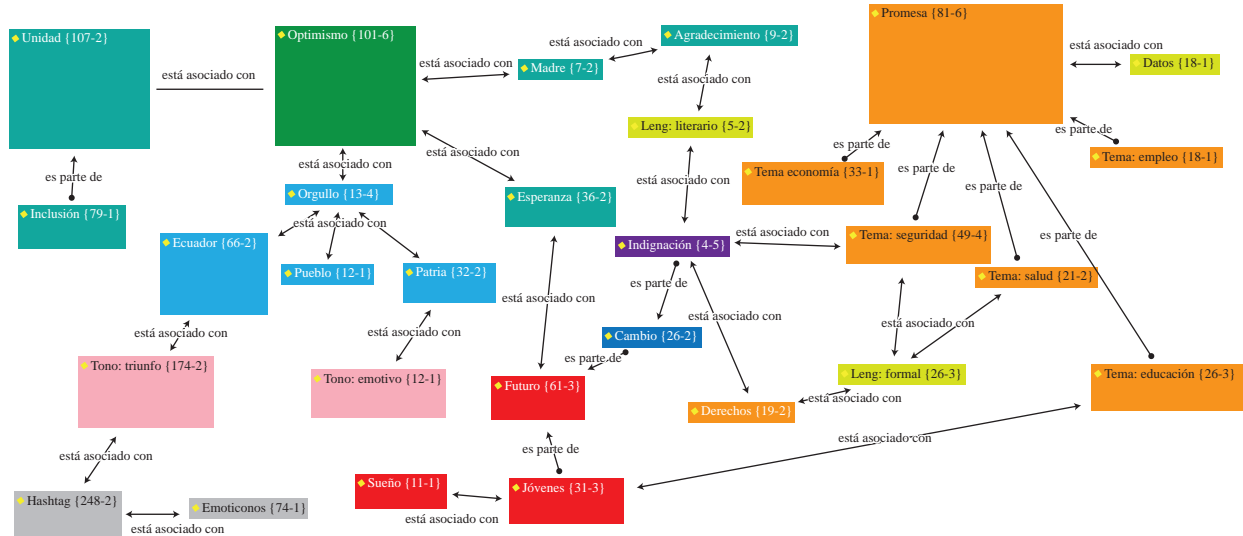 Unidad {107-2}
está asociado con
Optimismo {101-6}
está asociado con
Madre {7-2}
está asociado con
Agradecimiento {9-2}
está asociado con
Leng: literario {5-2}
Promesa {81-6}
está asociado con
Datos {18-1}
es parte de
Tema: empleo {18-1}
es parte de
Tema economía {33-1}
es parte de
es parte de
es parte de
es parte de
Inclusión {79-1}
está asociado con
Orgullo {13-4}
está asociado con
está asociado con
Esperanza {36-2}
está asociado con
Ecuador {66-2}
Pueblo {12-1}
Patria {32-2}
Indignación {4-5}
está asociado con
Tema: seguridad {49-4}
Tema: salud {21-2}
es parte de
está asociado con
está asociado con
está asociado con
está asociado con
está asociado con
Cambio {26-2}
es parte de
Tono: triunfo {174-2}
Tono: emotivo {12-1}
Futuro {61-3}
Leng: formal {26-3}
Tema: educación {26-3}
está asociado con
Derechos {19-2}
está asociado con
es parte de
está asociado con
Sueño {11-1}
Jóvenes {31-3}
está asociado con
Hashtag {248-2}
Emoticonos {74-1}
está asociado con